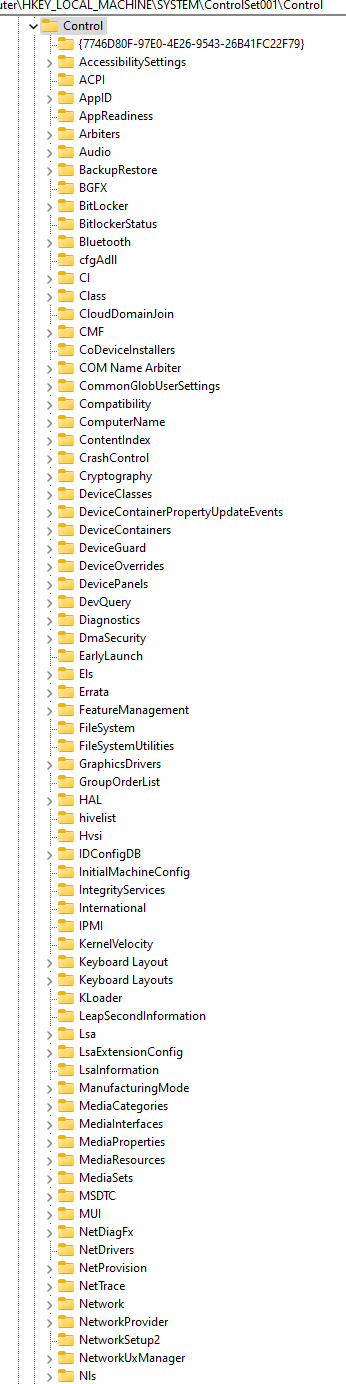 uter\HKEY_LOCAL_MACHINE\SYSTEM\ControlSet001\Control
Control
{7746D80F-97E0-4E26-9543-26B41FC22F79}
AccessibilitySettings
ACPI
AppID
AppReadiness
Arbiters
Audio
BackupRestore
BGFX
BitLocker
BitlockerStatus
Bluetooth
cfgAdll
CI
Class
CloudDomainJoin
CMF
CoDeviceInstallers
COM Name Arbiter
CommonGlobUserSettings
Compatibility
ComputerName
ContentIndex
CrashControl
Cryptography
DeviceClasses
DeviceContainerPropertyUpdateEvents
DeviceContainers
DeviceGuard
DeviceOverrides
DevicePanels
DevQuery
Diagnostics
DmaSecurity
EarlyLaunch
Els
Errata
FeatureManagement
FileSystem
FileSystemUtilities
GraphicsDrivers
GroupOrderList
HAL
hivelist
Hvsi
IDConfigDB
InitialMachineConfig
IntegrityServices
International
IPMI
KernelVelocity
Keyboard Layout
Keyboard Layouts
KLoader
LeapSecondInformation
Lsa
LsaExtensionConfig
LsaInformation
ManufacturingMode
MediaCategories
MediaInterfaces
MediaProperties
MediaResources
MediaSets
MSDTC
MUI
NetDiagFx
NetDrivers
NetProvision
NetTrace
Network
NetworkProvider
NetworkSetup2
NetworkUxManager
Nls